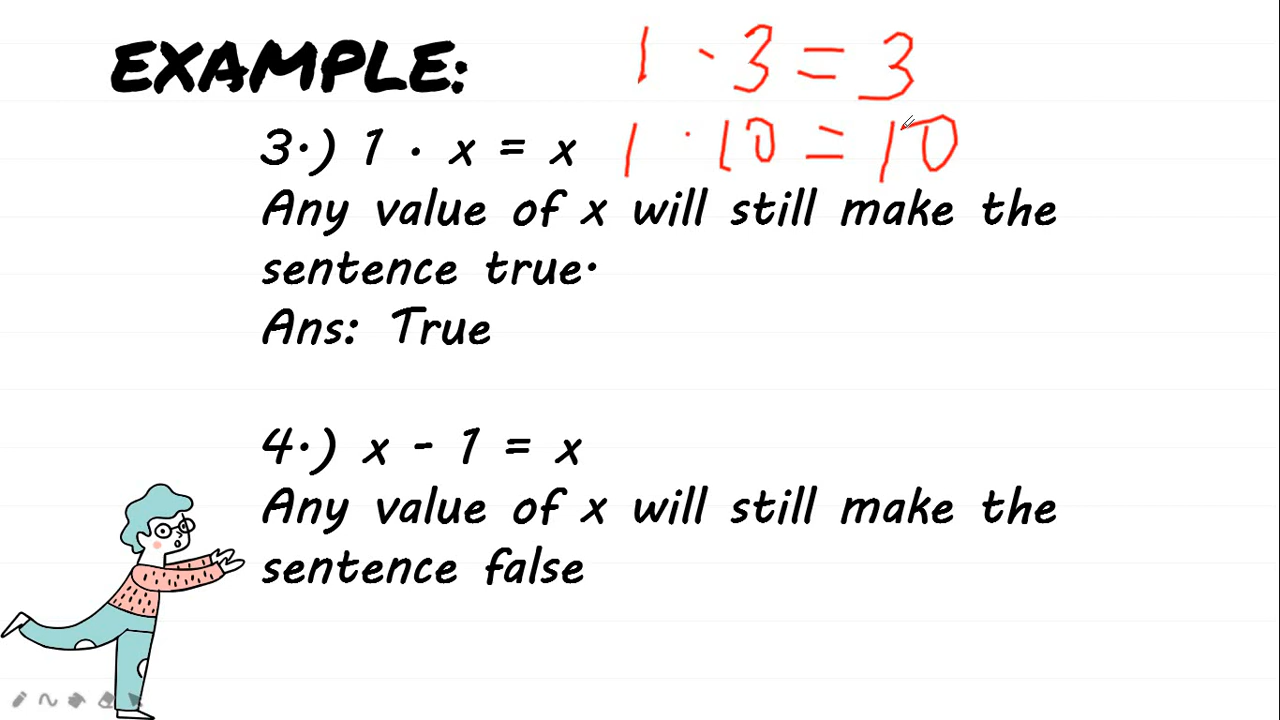 EXAMPLE:
1 · 3 = 3
1 · 10 = 10
3.) 1 · x = x
Any value of x will still make the
sentence true.
Ans: True
4.) x - 1 = x
Any value of x will still make the
sentence false